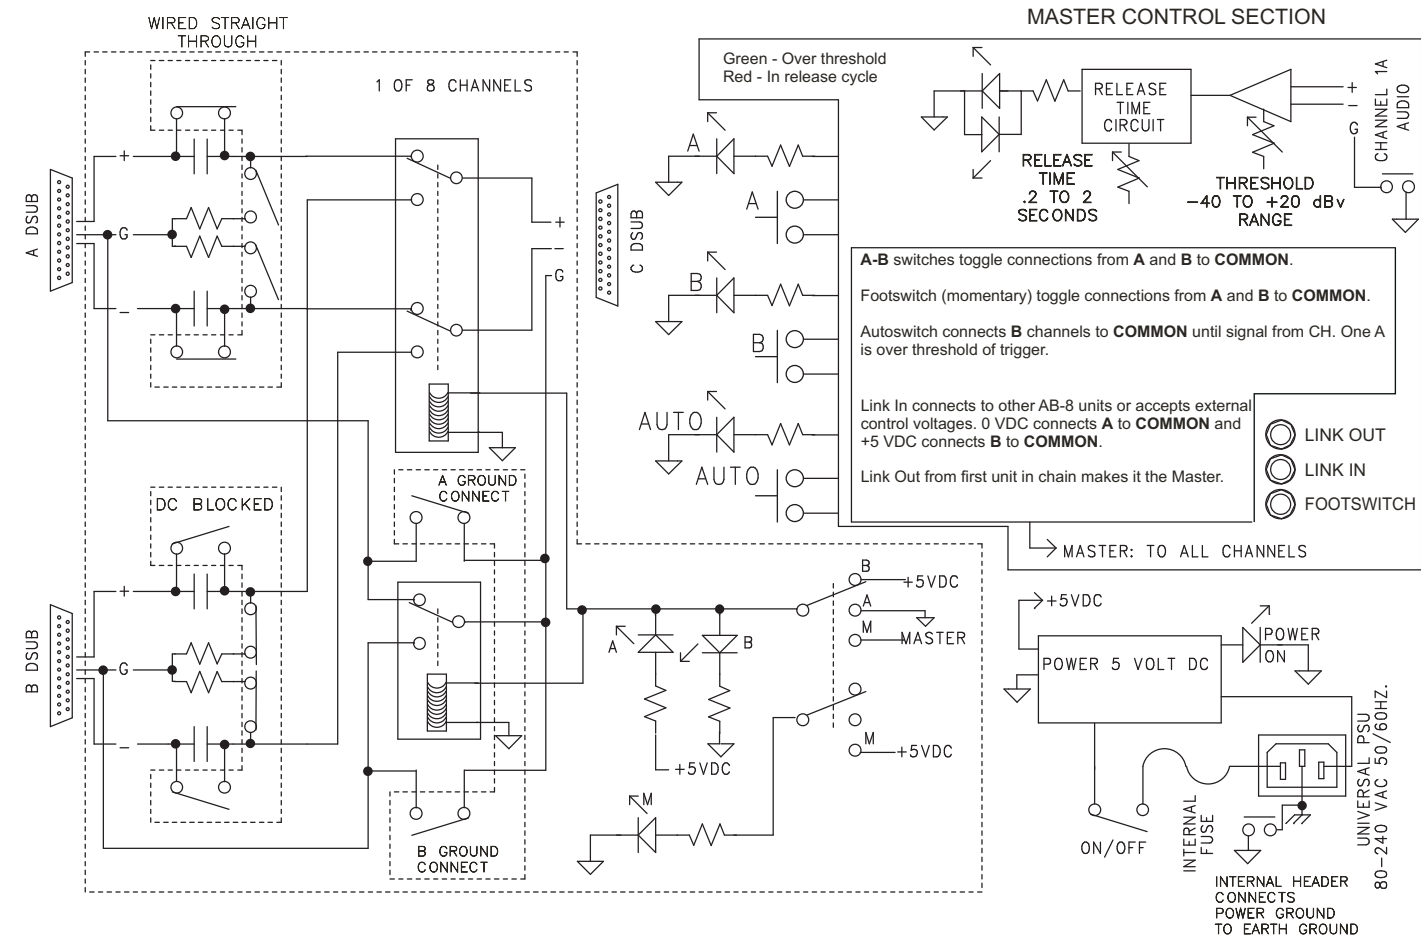 MASTER CONTROL SECTION
WIRED STRAIGHT
THROUGH
1 OF 8 CHANNELS
Green - Over threshold
Red - In release cycle
RELEASE
TIME
CIRCUIT
+
−
G
CHANNEL 1A
AUDIO
RELEASE
TIME
.2 TO 2
SECONDS
THRESHOLD
−40 TO +20 dBv
RANGE
A DSUB
+
G
−
+
−
G
C DSUB
A
A
B
B
AUTO
AUTO
A-B switches toggle connections from A and B to COMMON.
Footswitch (momentary) toggle connections from A and B to COMMON.
Autoswitch connects B channels to COMMON until signal from CH. One A
is over threshold of trigger.
Link In connects to other AB-8 units or accepts external
control voltages. 0 VDC connects A to COMMON and
+5 VDC connects B to COMMON.
Link Out from first unit in chain makes it the Master.
LINK OUT
LINK IN
FOOTSWITCH
MASTER: TO ALL CHANNELS
DC BLOCKED
A GROUND
CONNECT
B DSUB
+
G
−
B GROUND
CONNECT
A
B
+5VDC
M
B
+5VDC
A
M
MASTER
M
+5VDC
+5VDC
POWER 5 VOLT DC
POWER
ON
ON/OFF
INTERNAL
FUSE
UNIVERSAL PSU
80−240 VAC 50/60HZ.
INTERNAL HEADER
CONNECTS
POWER GROUND
TO EARTH GROUND